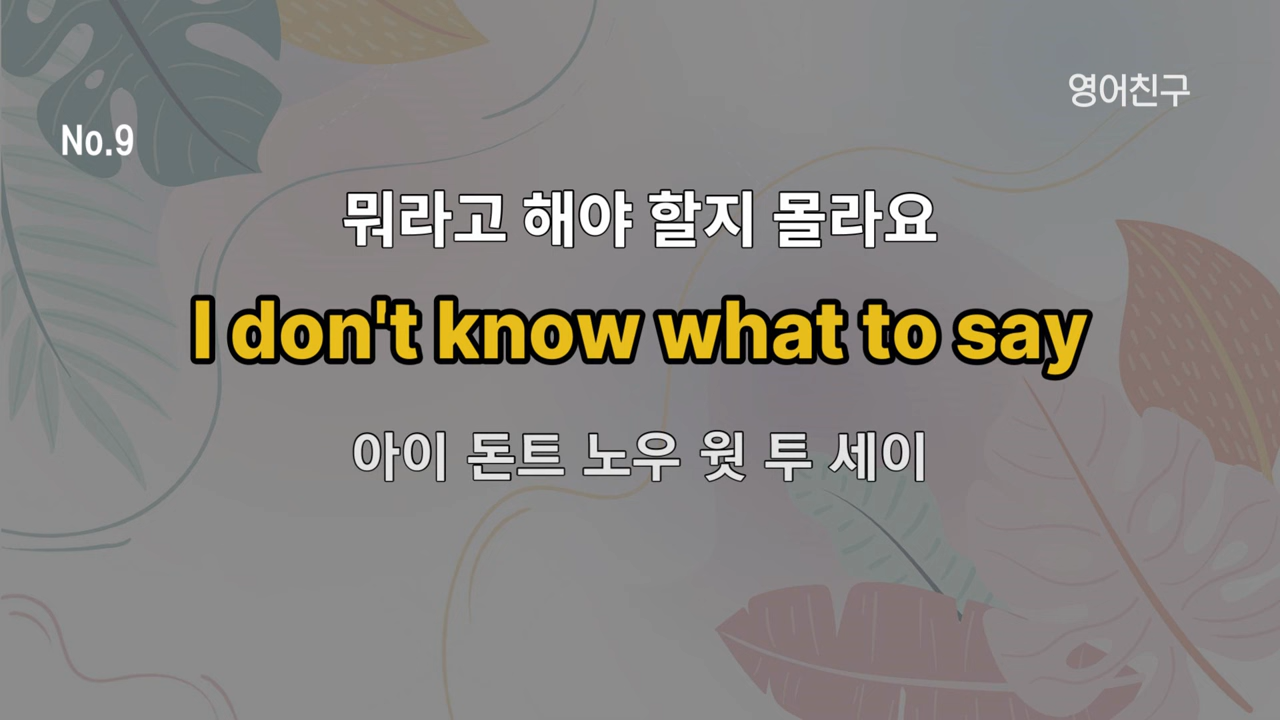 영어친구
No.9
뭐라고 해야 할지 몰라요
I don't know what to say
아이 돈트 노우 윗 투 세이